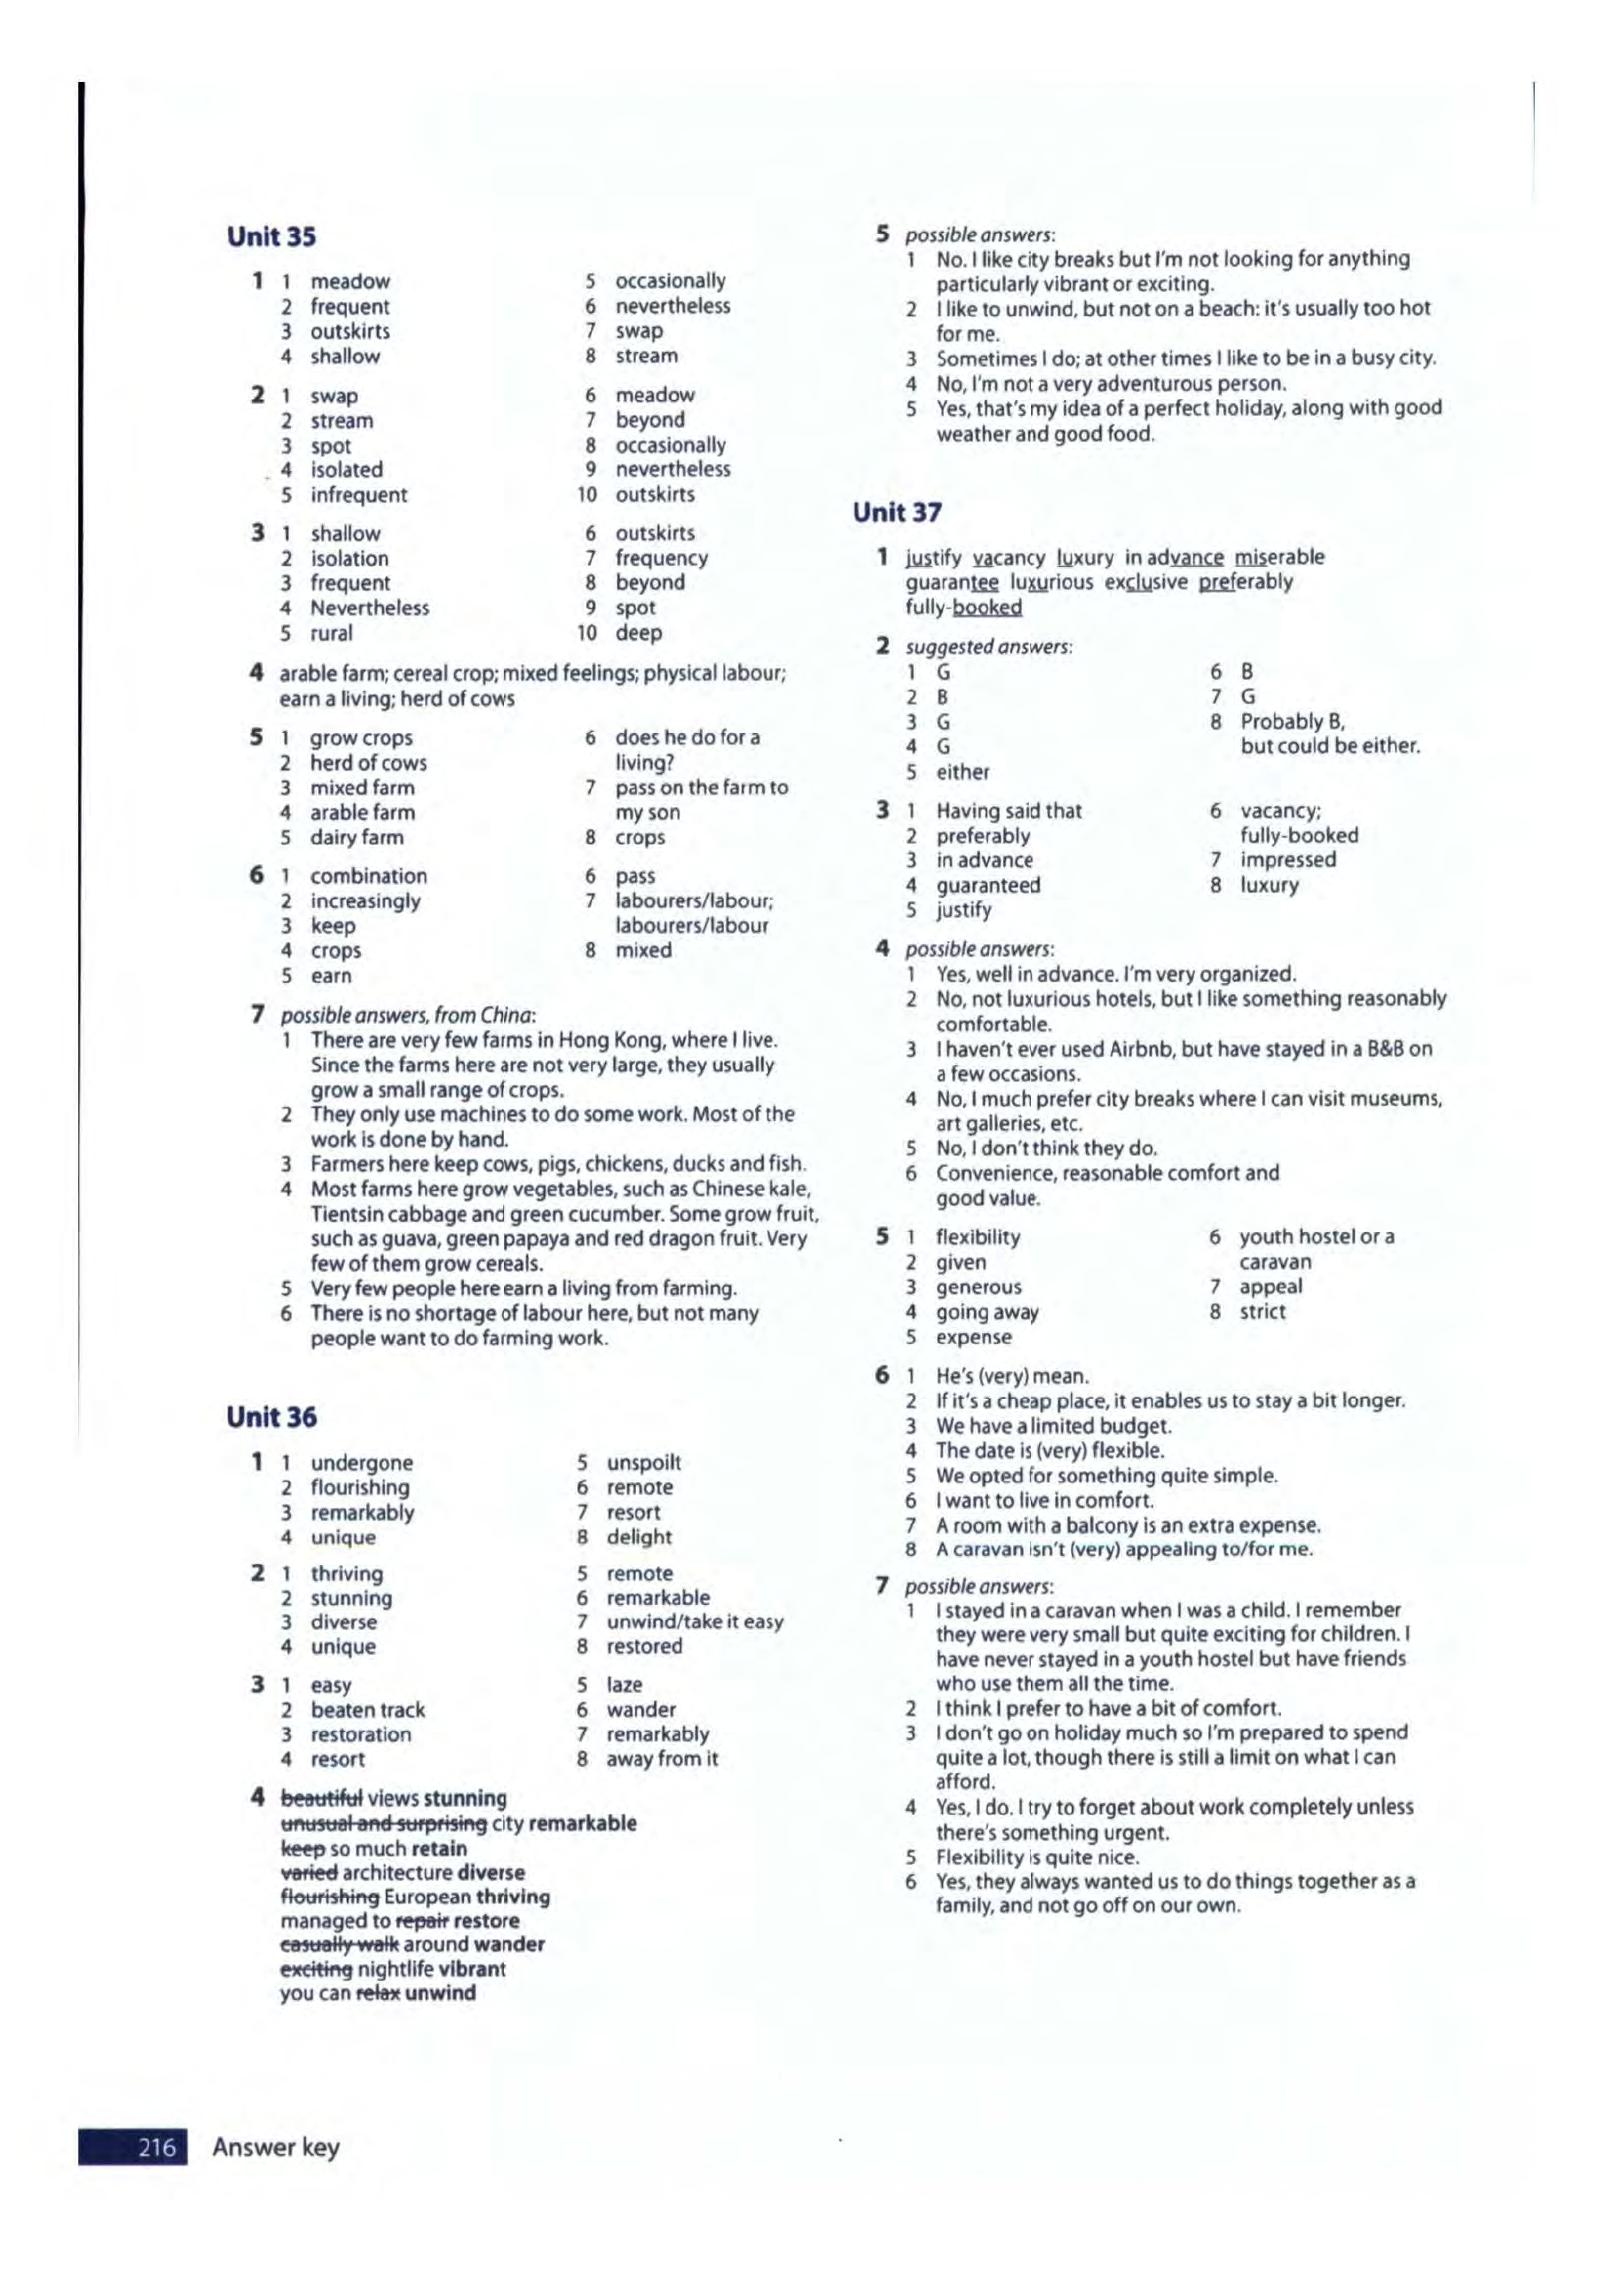 Unit 35
1 1 meadow 5 occasionally
2 frequent 6 nevertheless
3 outskirts 7 swap
4 shallow 8 stream
2 1 swap 6 meadow
2 stream 7 beyond
3 spot 8 occasionally
4 isolated 9 nevertheless
5 infrequent 10 outskirts
3 1 shallow 6 outskirts
2 isolation 7 frequency
3 frequent 8 beyond
4 Nevertheless 9 spot
5 rural 10 deep
4 arable farm; cereal crop; mixed feelings; physical labour;
earn a living; herd of cows
5 1 grow crops 6 does he do for a
2 herd of cows living?
3 mixed farm 7 pass on the farm to
4 arable farm my son
5 dairy farm 8 crops
6 1 combination 6 pass
2 increasingly 7 labourers/labour;
3 keep labourers/labour
4 crops 8 mixed
5 earn
7 possible answers, from China:
1 There are very few farms in Hong Kong, where I live.
Since the farms here are not very large, they usually
grow a small range of crops.
2 They only use machines to do some work. Most of the
work is done by hand.
3 Farmers here keep cows, pigs, chickens, ducks and fish.
4 Most farms here grow vegetables, such as Chinese kale,
Tientsin cabbage and green cucumber. Some grow fruit,
such as guava, green papaya and red dragon fruit. Very
few of them grow cereals.
5 Very few people here earn a living from farming.
6 There is no shortage of labour here, but not many
people want to do farming work.
Unit 36
1 1 undergone 5 unspoilt
2 flourishing 6 remote
3 remarkably 7 resort
4 unique 8 delight
2 1 thriving 5 remote
2 stunning 6 remarkable
3 diverse 7 unwind/take it easy
4 unique 8 restored
3 1 easy 5 laze
2 beaten track 6 wander
3 restoration 7 remarkably
4 resort 8 away from it
4 beautiful views stunning
unusual and surprising city remarkable
keep so much retain
varied architecture diverse
flourishing European thriving
managed to repair restore
casually walk around wander
exciting nightlife vibrant
you can relax unwind
5 possible answers:
1 No. I like city breaks but I'm not looking for anything
particularly vibrant or exciting.
2 I like to unwind, but not on a beach: it's usually too hot
for me.
3 Sometimes I do; at other times I like to be in a busy city.
4 No, I'm not a very adventurous person.
5 Yes, that's my idea of a perfect holiday, along with good
weather and good food.
Unit 37
1 justify vacancy luxury in advance miserable
guarantee luxurious exclusive preferably
fully-booked
2 suggested answers:
1 G 6 B
2 B 7 G
3 G 8 Probably B,
4 G but could be either.
5 either
3 1 Having said that 6 vacancy;
2 preferably fully-booked
3 in advance 7 impressed
4 guaranteed 8 luxury
5 justify
4 possible answers:
1 Yes, well in advance. I'm very organized.
2 No, not luxurious hotels, but I like something reasonably
comfortable.
3 I haven't ever used Airbnb, but have stayed in a B&B on
a few occasions.
4 No, I much prefer city breaks where I can visit museums,
art galleries, etc.
5 No, I don't think they do.
6 Convenience, reasonable comfort and
good value.
5 1 flexibility 6 youth hostel or a
2 given caravan
3 generous 7 appeal
4 going away 8 strict
5 expense
6 1 He's (very) mean.
2 If it's a cheap place, it enables us to stay a bit longer.
3 We have a limited budget.
4 The date is (very) flexible.
5 We opted for something quite simple.
6 I want to live in comfort.
7 A room with a balcony is an extra expense.
8 A caravan isn't (very) appealing to/for me.
7 possible answers:
1 I stayed in a caravan when I was a child. I remember
they were very small but quite exciting for children. I
have never stayed in a youth hostel but have friends
who use them all the time.
2 I think I prefer to have a bit of comfort.
3 I don't go on holiday much so I'm prepared to spend
quite a lot, though there is still a limit on what I can
afford.
4 Yes, I do. I try to forget about work completely unless
there's something urgent.
5 Flexibility is quite nice.
6 Yes, they always wanted us to do things together as a
family, and not go off on our own.
216 Answer key